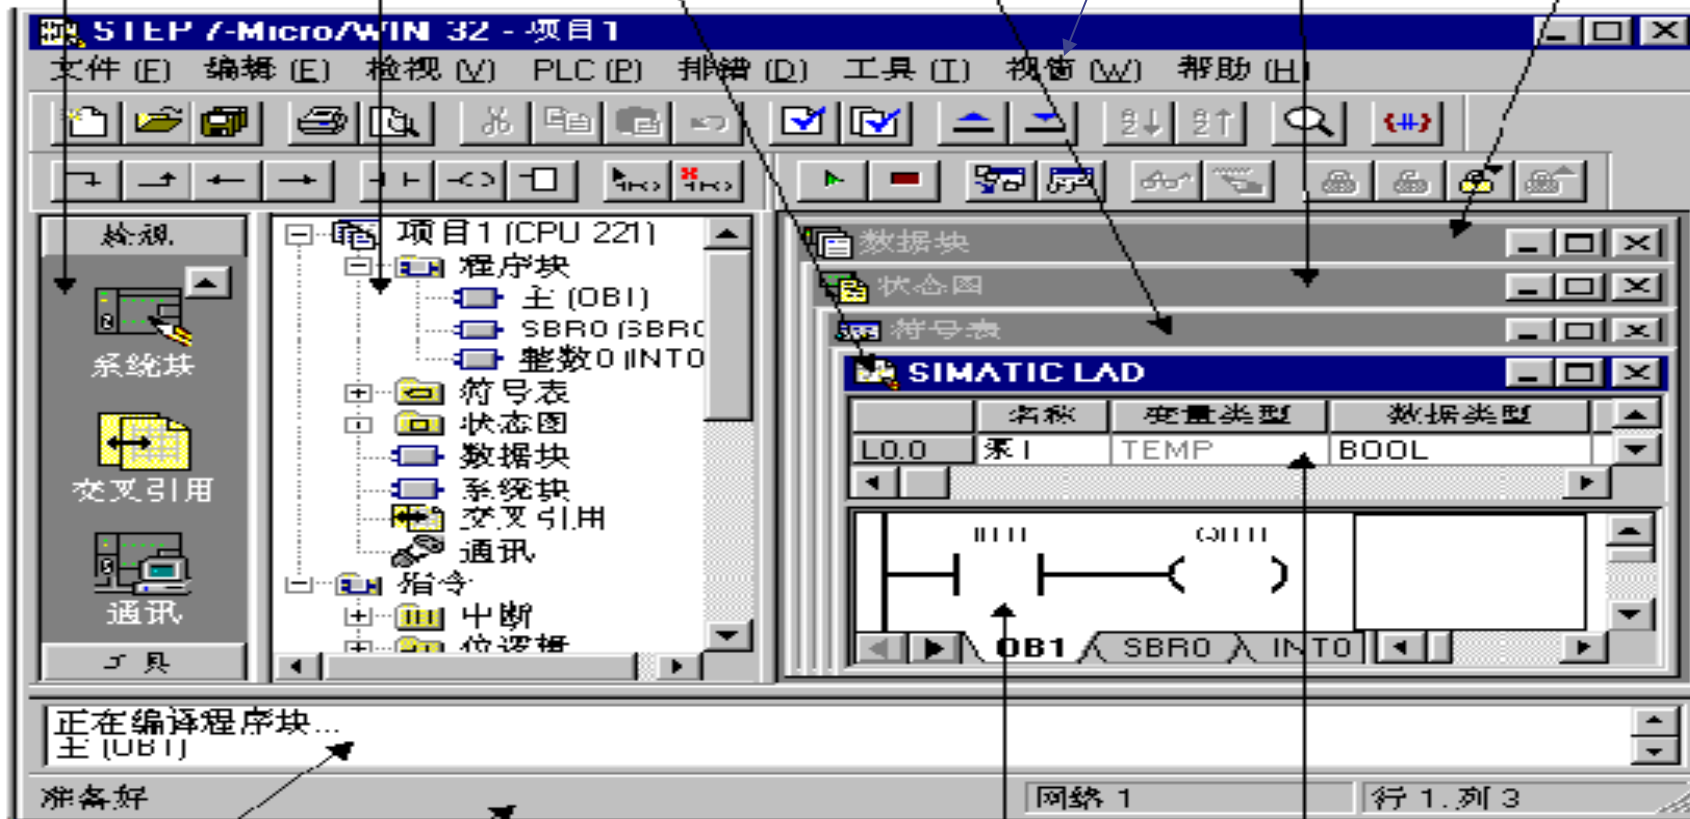 STEP 7-Micro/WIN 32 - 项目1
文件 (F) 编辑 (E) 检视 (V) PLC (P) 排错 (D) 工具 (T) 视窗 (W) 帮助 (H)
检视
系统块
交叉引用
通讯
工具
项目1 (CPU 221)
程序块
主 (OB1)
SBR0 (SBR0
整数0 (INT0
符号表
状态图
数据块
系统块
交叉引用
通讯
指令
中断
位逻辑
数据块
状态图
符号表
SIMATIC LAD
名称 变量类型 数据类型
L0.0 泵1 TEMP BOOL
OB1 SBR0 INT0
正在编译程序块...
主 (OB1)
准备好
网络 1
行 1, 列 3